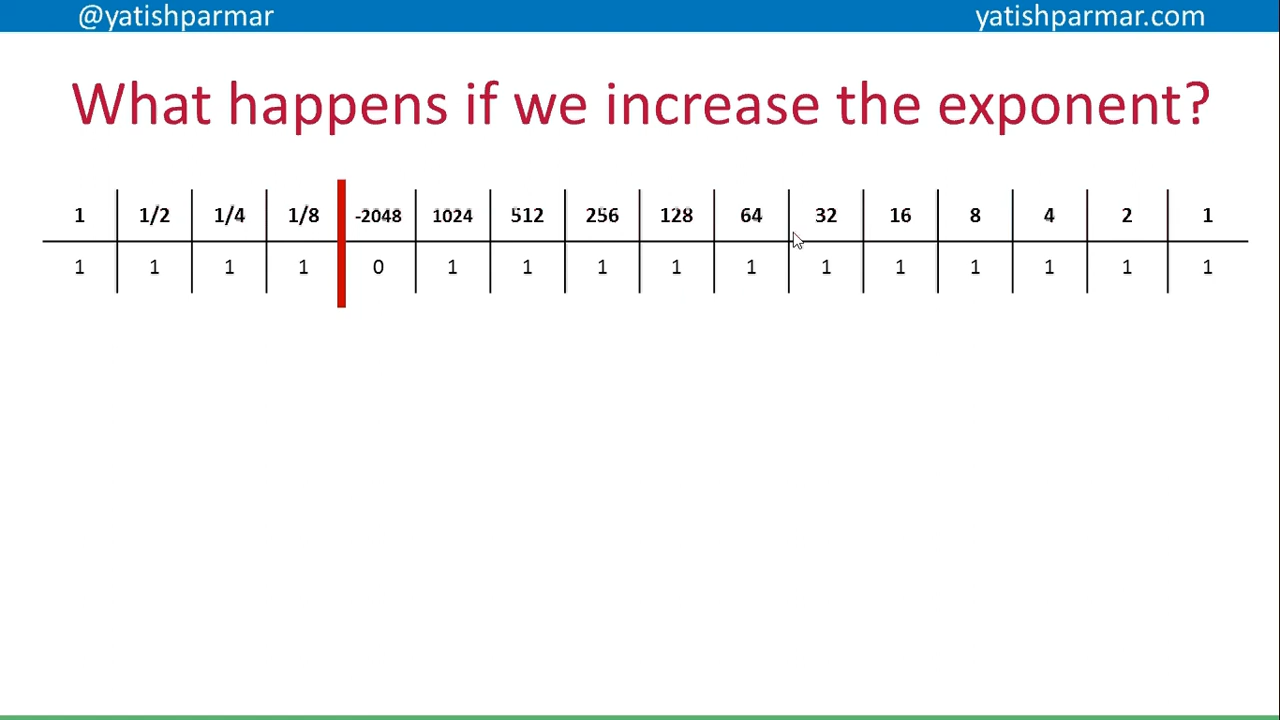 @yatishparmar yatishparmar.com
What happens if we increase the exponent?
1 1/2 1/4 1/8 -2048 1024 512 256 128 64 32 16 8 4 2 1
1 1 1 1 0 1 1 1 1 1 1 1 1 1 1 1